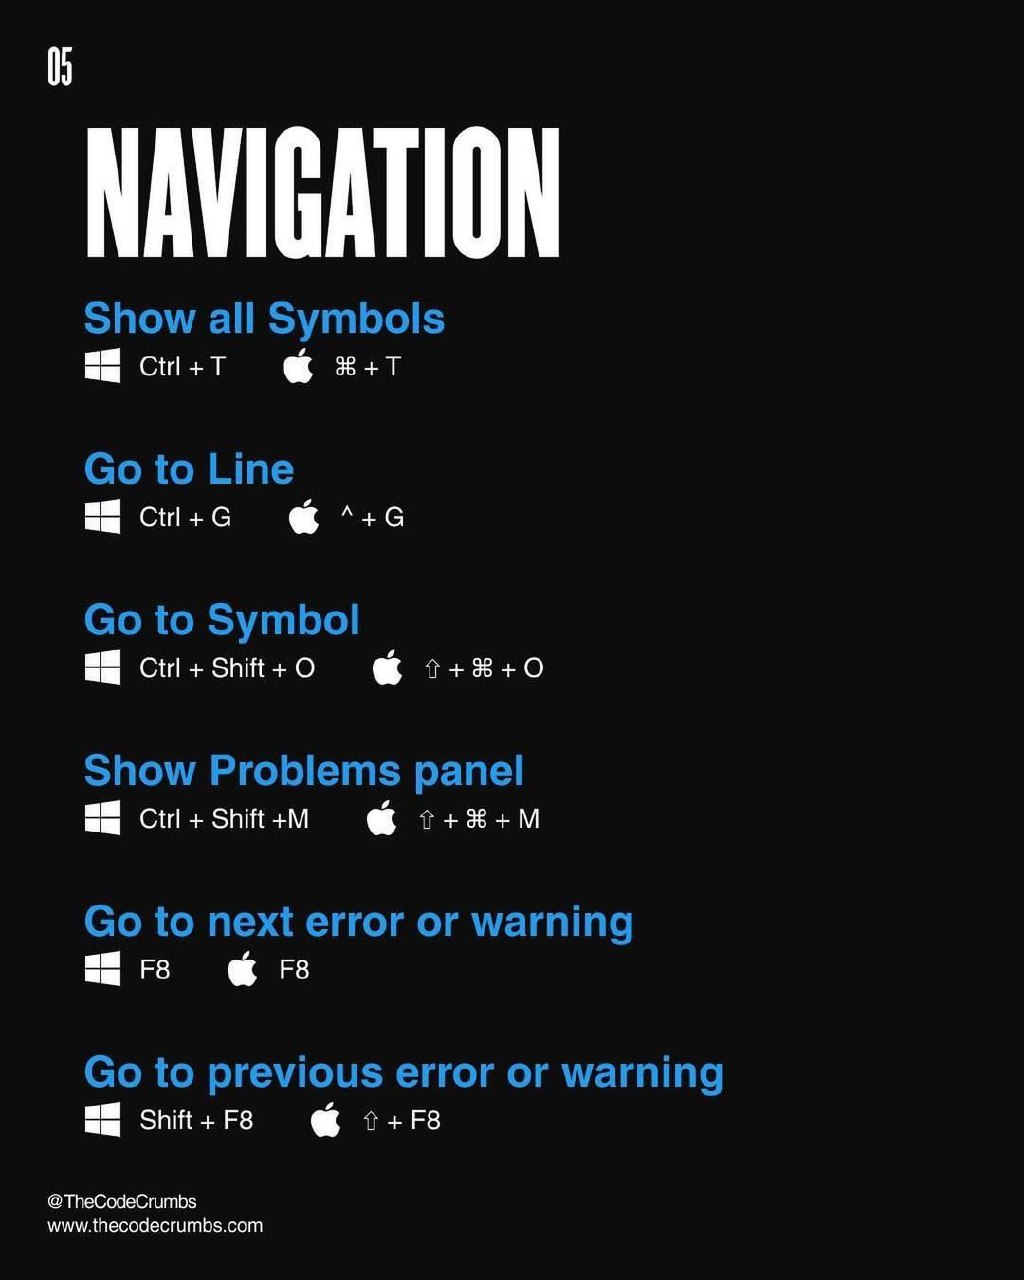 05
NAVIGATION
Show all Symbols
Ctrl + T ⌘ + T
Go to Line
Ctrl + G ^ + G
Go to Symbol
Ctrl + Shift + O ⇧ + ⌘ + O
Show Problems panel
Ctrl + Shift +M ⇧ + ⌘ + M
Go to next error or warning
F8 F8
Go to previous error or warning
Shift + F8 ⇧ + F8
@TheCodeCrumbs
www.thecodecrumbs.com